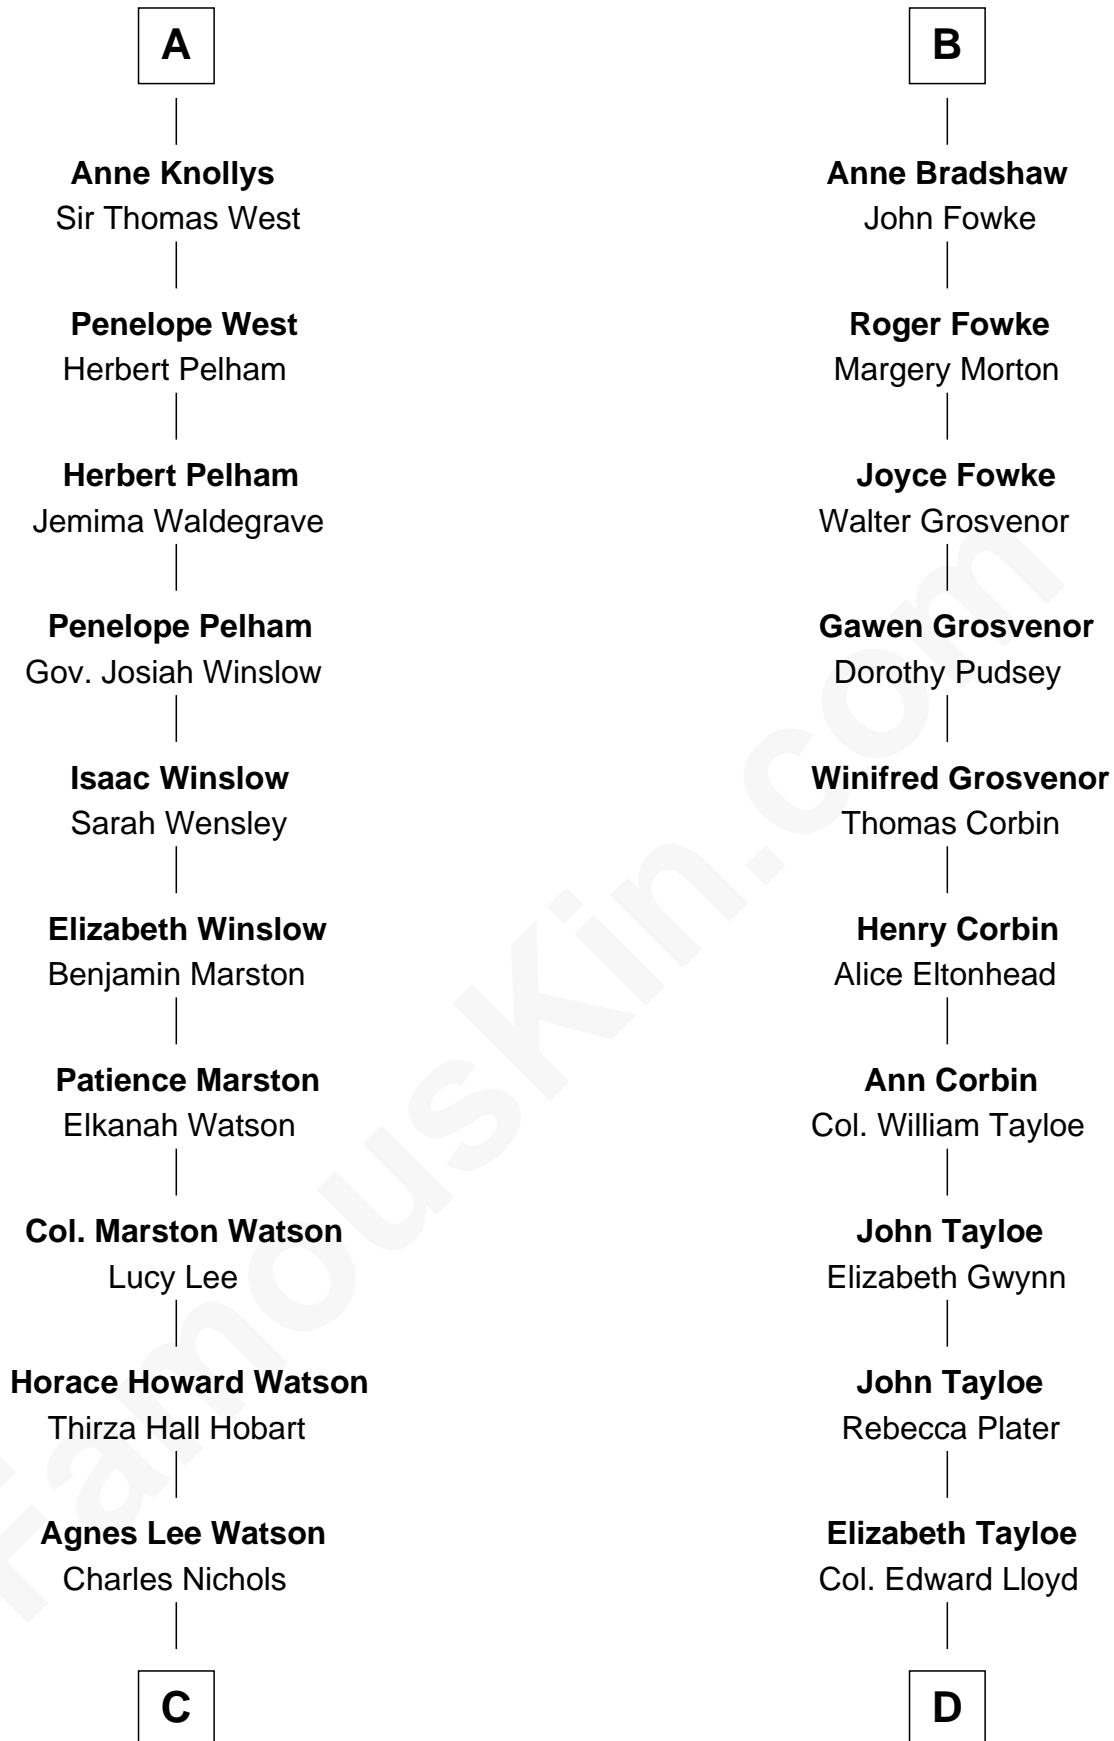 A
Anne Knollys
Sir Thomas West
Penelope West
Herbert Pelham
Herbert Pelham
Jemima Waldegrave
Penelope Pelham
Gov. Josiah Winslow
Isaac Winslow
Sarah Wensley
Elizabeth Winslow
Benjamin Marston
Patience Marston
Elkanah Watson
Col. Marston Watson
Lucy Lee
Horace Howard Watson
Thirza Hall Hobart
Agnes Lee Watson
Charles Nichols
C
B
Anne Bradshaw
John Fowke
Roger Fowke
Margery Morton
Joyce Fowke
Walter Grosvenor
Gawen Grosvenor
Dorothy Pudsey
Winifred Grosvenor
Thomas Corbin
Henry Corbin
Alice Eltonhead
Ann Corbin
Col. William Tayloe
John Tayloe
Elizabeth Gwynn
John Tayloe
Rebecca Plater
Elizabeth Tayloe
Col. Edward Lloyd
D
FamousKin.com